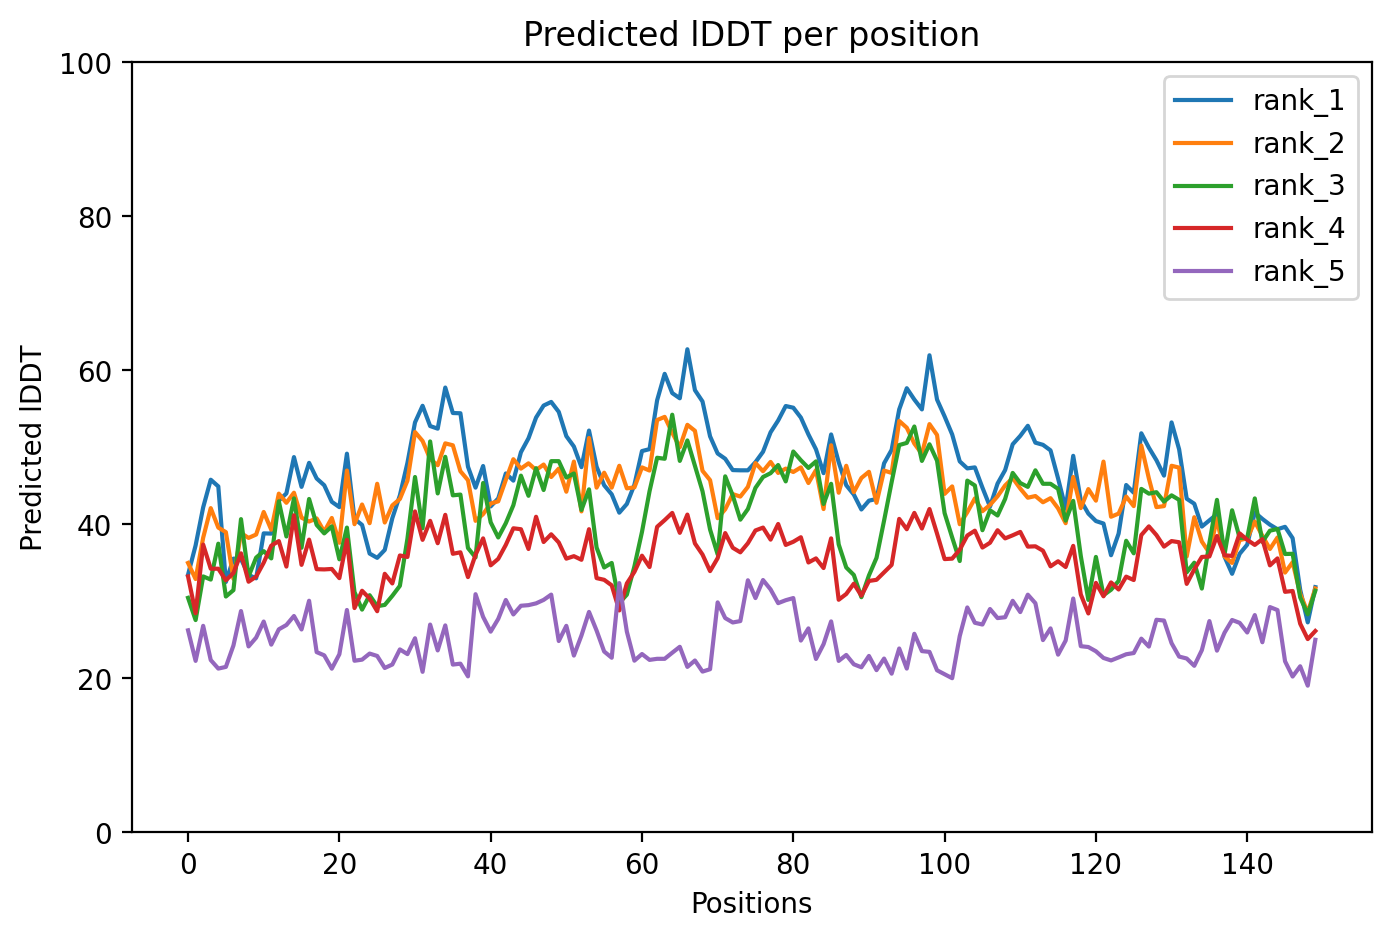 Predicted lDDT per position
100
80
60
40
20
0
Predicted lDDT
rank_1
rank_2
rank_3
rank_4
rank_5
0 20 40 60 80 100 120 140
Positions